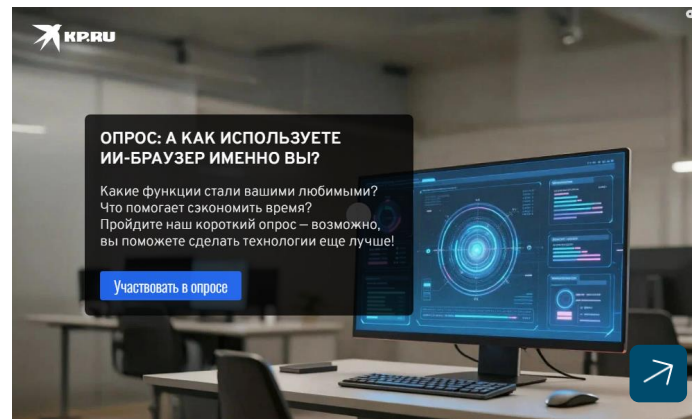 KP.RU
ОПРОС: А КАК ИСПОЛЬЗУЕТЕ
ИИ-БРАУЗЕР ИМЕННО ВЫ?
Какие функции стали вашими любимыми?
Что помогает сэкономить время?
Пройдите наш короткий опрос — возможно,
вы поможете сделать технологии еще лучше!
Участвовать в опросе